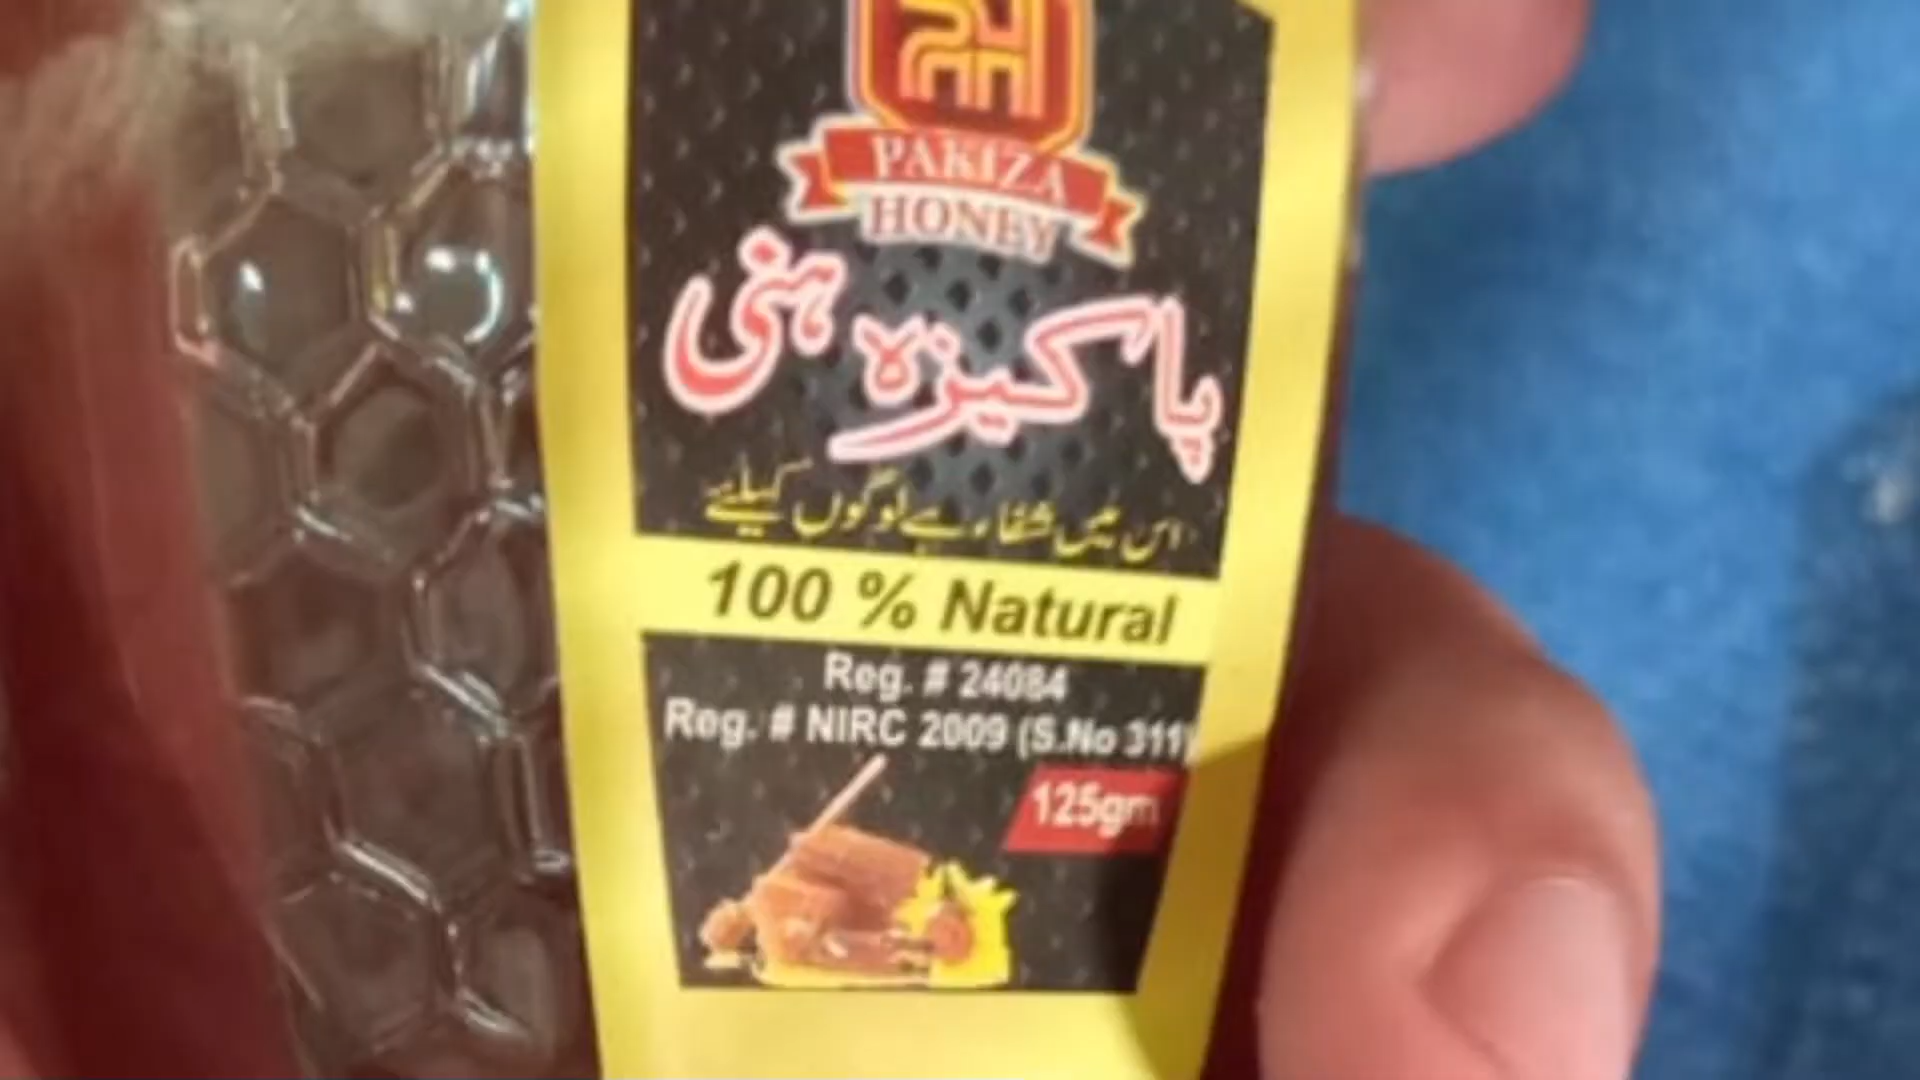 PAKIZA
HONEY
پاکیزہ ہنی
اس میں شفاء ہے لوگوں کیلئے
100 % Natural
Reg. # 24084
Reg. # NIRC 2009 (S.No 311)
125gm